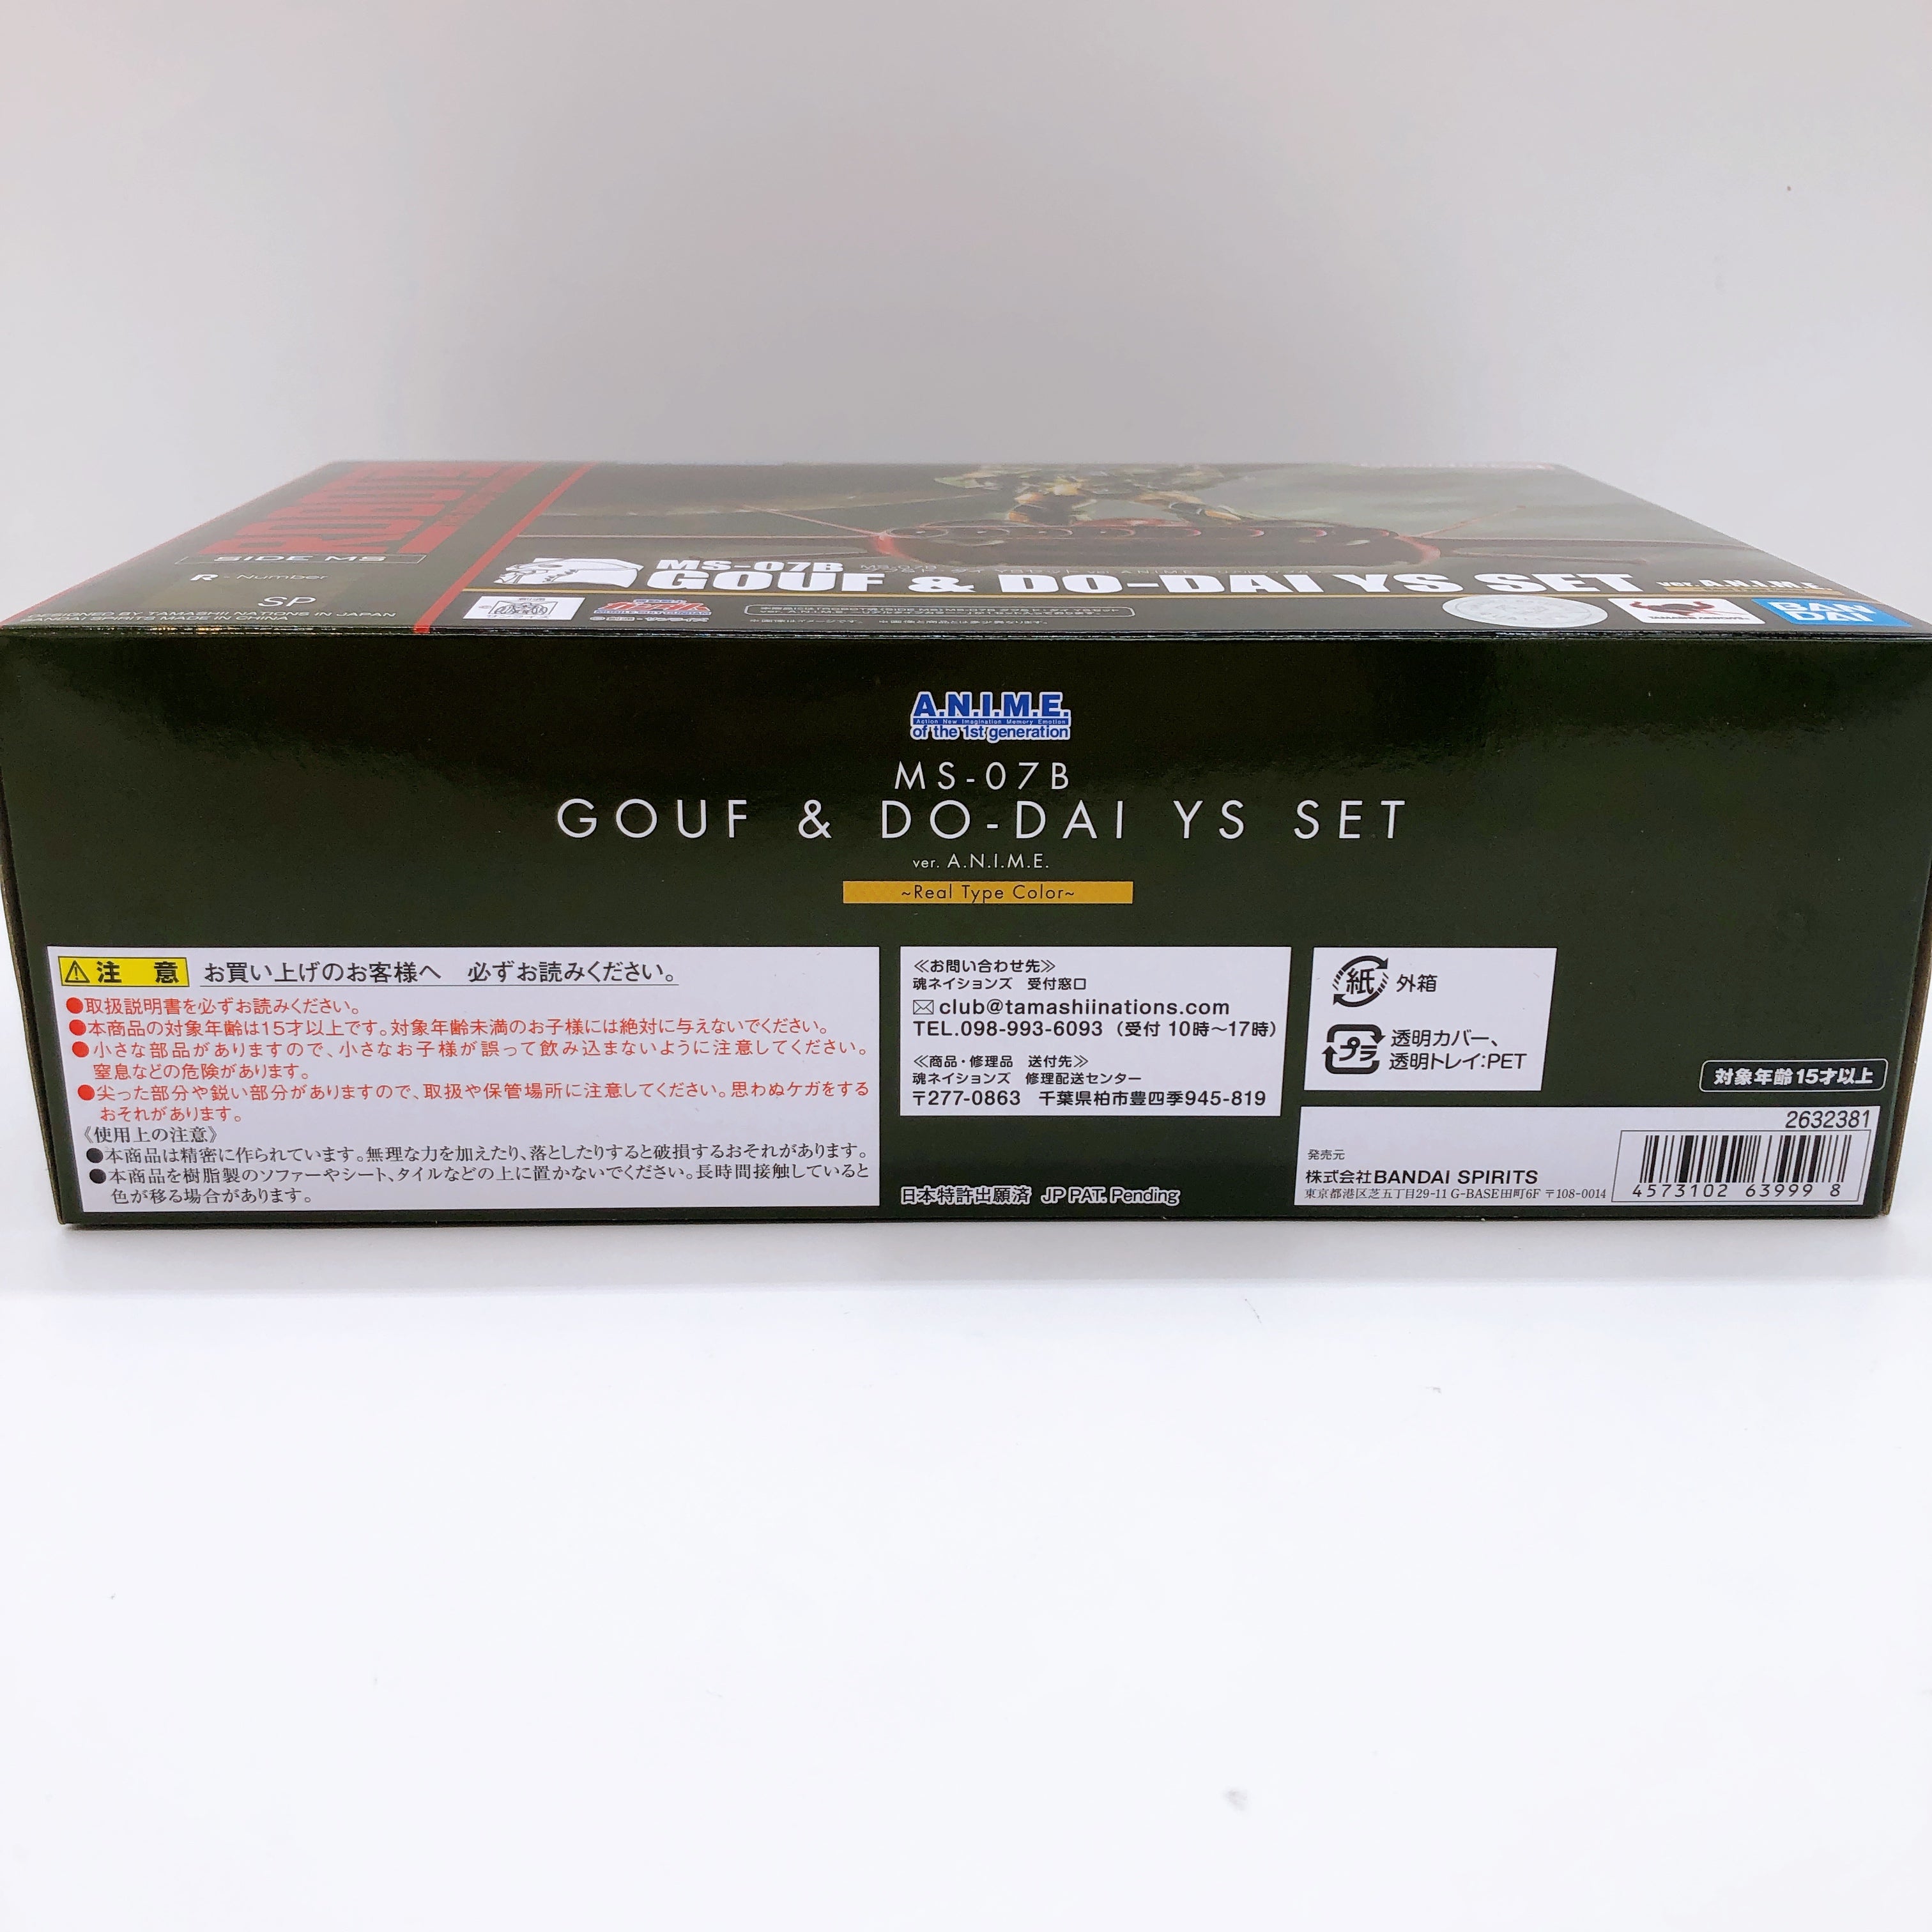 ROBOT魂
SIDE MS
R - Number
SP
DESIGNED BY TAMASHII NATIONS IN JAPAN
BANDAI SPIRITS MADE IN CHINA
MS-07B
GOUF & DO-DAI YS SET
ver. A.N.I.M.E.
BAN
DAI
A.N.I.M.E.
Action New Imagination Memory Emotion
of the 1st generation
MS-07B
GOUF & DO-DAI YS SET
ver. A.N.I.M.E.
~Real Type Color~
注 意 お買い上げのお客様へ 必ずお読みください。
●取扱説明書を必ずお読みください。
●本商品の対象年齢は15才以上です。対象年齢未満のお子様には絶対に与えないでください。
●小さな部品がありますので、小さなお子様が誤って飲み込まないように注意してください。
窒息などの危険があります。
●尖った部分や鋭い部分がありますので、取扱や保管場所に注意してください。思わぬケガをする
おそれがあります。
《使用上の注意》
●本商品は精密に作られています。無理な力を加えたり、落としたりすると破損するおそれがあります。
●本商品を樹脂製のソファーやシート、タイルなどの上に置かないでください。長時間接触していると
色が移る場合があります。
≪お問い合わせ先≫
魂ネイションズ 受付窓口
club@tamashiinations.com
TEL.098-993-6093（受付 10時～17時）
≪商品・修理品 送付先≫
魂ネイションズ 修理配送センター
〒277-0863 千葉県柏市豊四季945-819
日本特許出願済 JP PAT. Pending
紙 外箱
プラ 透明カバー、
透明トレイ:PET
対象年齢15才以上
2632381
発売元
株式会社BANDAI SPIRITS
東京都港区芝五丁目29-11 G-BASE田町6F 〒108-0014
4573102 63999 8